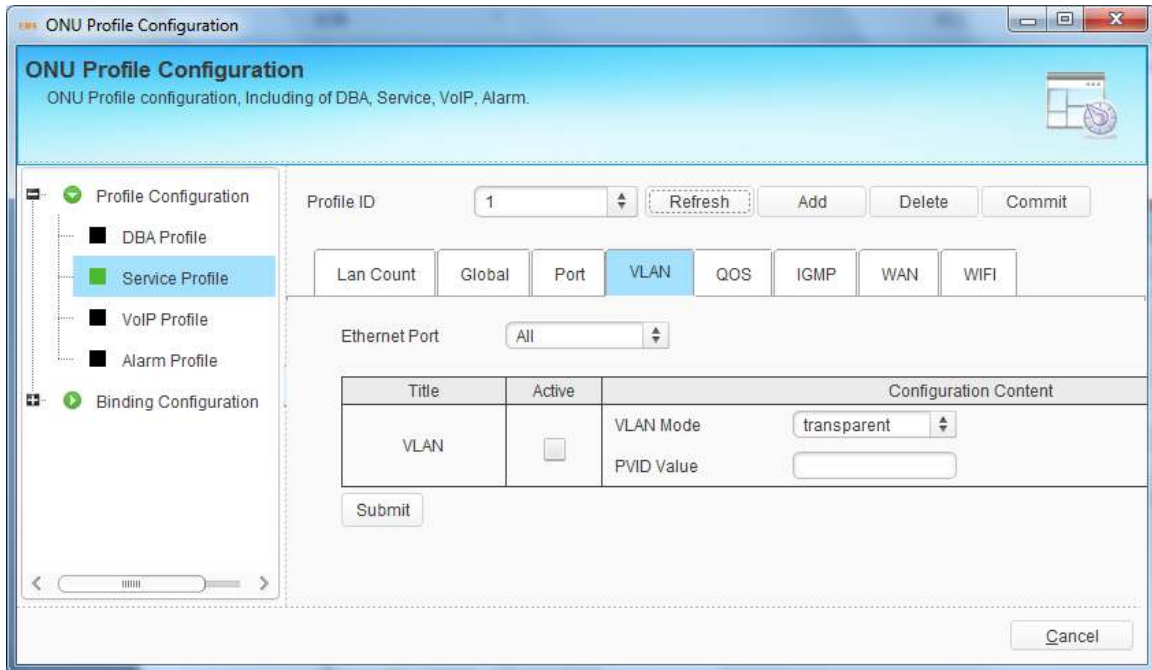 EMS ONU Profile Configuration
ONU Profile Configuration
ONU Profile configuration, Including of DBA, Service, VoIP, Alarm.
Profile Configuration
DBA Profile
Service Profile
VoIP Profile
Alarm Profile
Binding Configuration
Profile ID 1 Refresh Add Delete Commit
Lan Count Global Port VLAN QOS IGMP WAN WIFI
Ethernet Port All
Title Active Configuration Content
VLAN
VLAN Mode transparent
PVID Value
Submit
Cancel